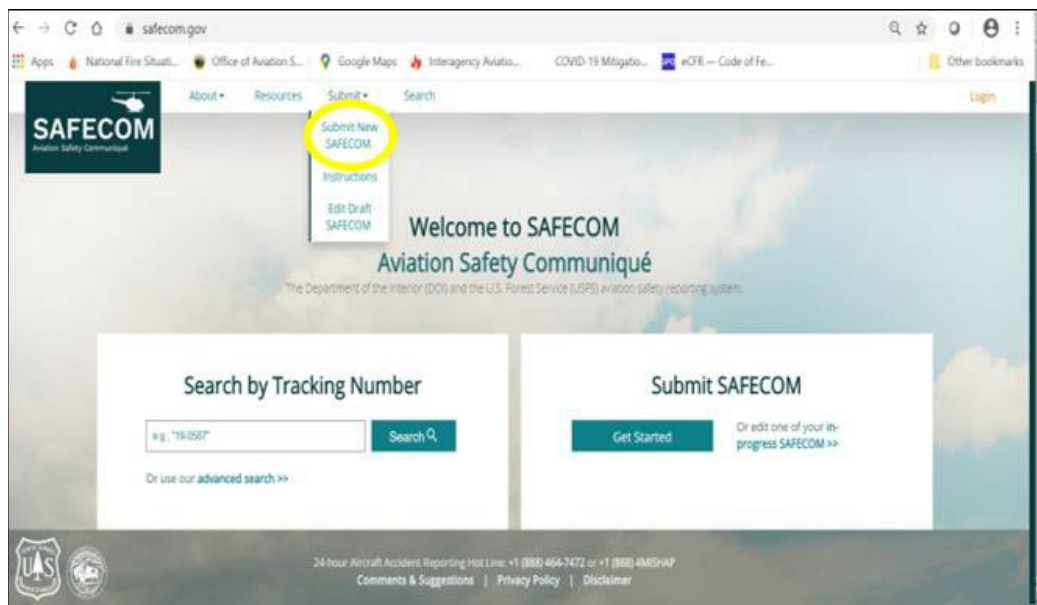 safecom.gov
Apps National Fire Situati... Office of Aviation S... Google Maps Interagency Aviatio... COVID-19 Mitigatio... eCFR — Code of Fe... Other bookmarks
About Resources Submit Search Login
SAFECOM
Aviation Safety Communiqué
Submit New
SAFECOM
Instructions
Edit Draft
SAFECOM
Welcome to SAFECOM
Aviation Safety Communiqué
The Department of the Interior (DOI) and the U.S. Forest Service (USFS) aviation safety reporting system.
Search by Tracking Number
e.g., "19-0567"
Search
Or use our advanced search >>
Submit SAFECOM
Get Started
Or edit one of your in-
progress SAFECOM >>
24-hour Aircraft Accident Reporting Hot Line: +1 (888) 464-7472 or +1 (888) 4MISHAP
Comments & Suggestions | Privacy Policy | Disclaimer
UAS